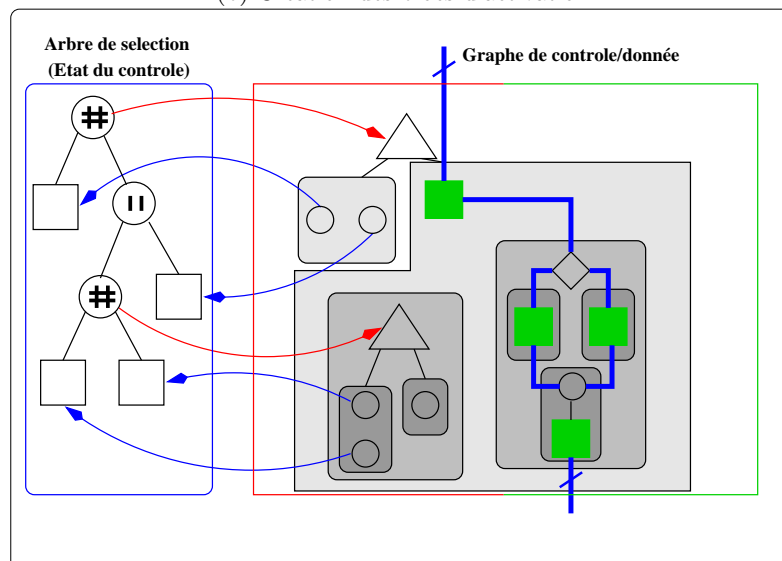 Arbre de selection
(Etat du controle)
Graphe de controle/donnée